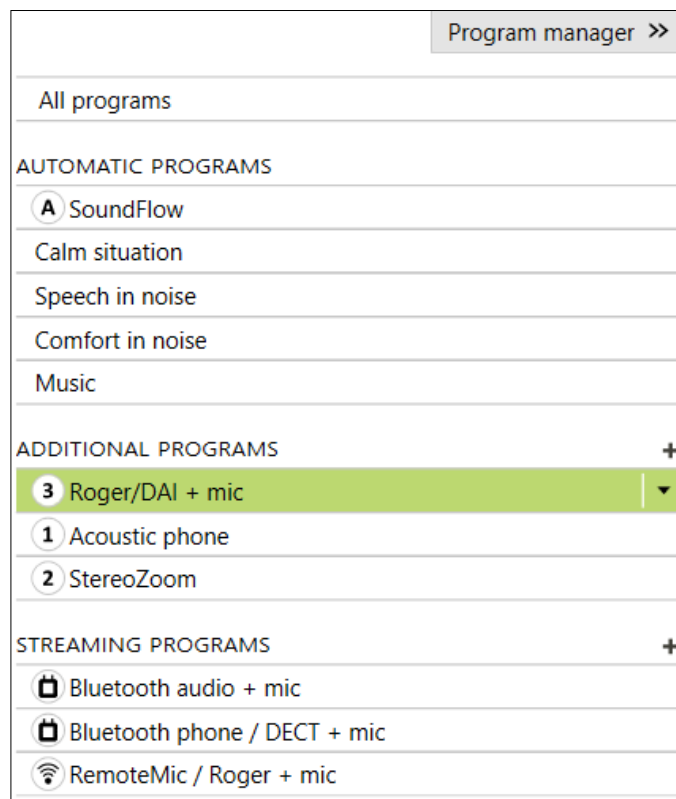 Program manager »
All programs
AUTOMATIC PROGRAMS
A SoundFlow
Calm situation
Speech in noise
Comfort in noise
Music
ADDITIONAL PROGRAMS +
3 Roger/DAI + mic
1 Acoustic phone
2 StereoZoom
STREAMING PROGRAMS +
Bluetooth audio + mic
Bluetooth phone / DECT + mic
RemoteMic / Roger + mic